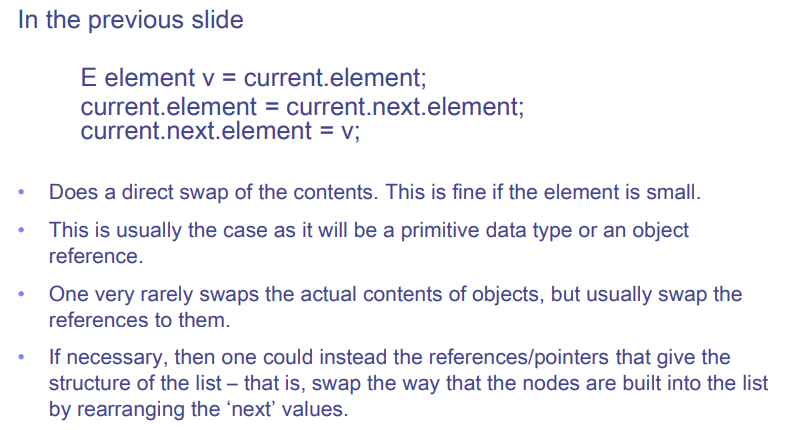 In the previous slide
E element v = current.element;
current.element = current.next.element;
current.next.element = v;
• Does a direct swap of the contents. This is fine if the element is small.
• This is usually the case as it will be a primitive data type or an object
reference.
• One very rarely swaps the actual contents of objects, but usually swap the
references to them.
• If necessary, then one could instead the references/pointers that give the
structure of the list – that is, swap the way that the nodes are built into the list
by rearranging the ‘next’ values.